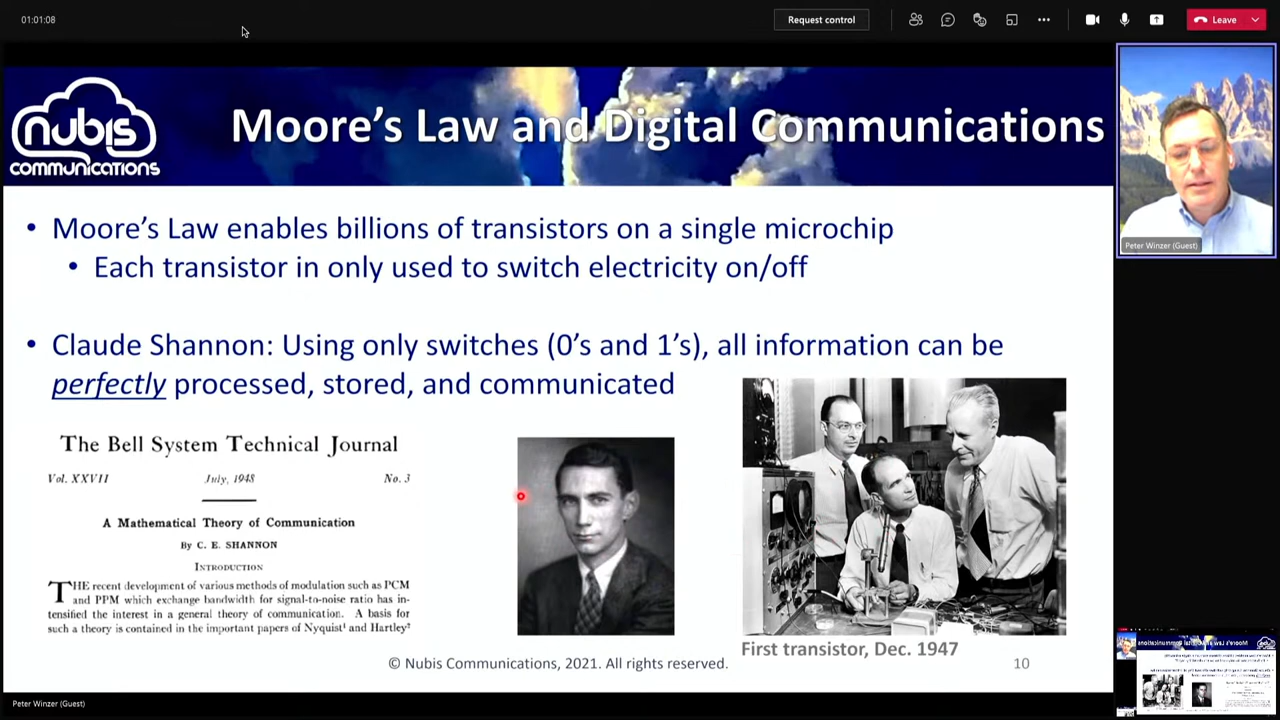 01:01:08
Request control
Leave
nubis
communications
Moore's Law and Digital Communications
• Moore's Law enables billions of transistors on a single microchip
• Each transistor in only used to switch electricity on/off
• Claude Shannon: Using only switches (0's and 1's), all information can be
perfectly processed, stored, and communicated
The Bell System Technical Journal
Vol. XXVII July, 1948 No. 3
A Mathematical Theory of Communication
By C. E. SHANNON
INTRODUCTION
THE recent development of various methods of modulation such as PCM
and PPM which exchange bandwidth for signal-to-noise ratio has in-
tensified the interest in a general theory of communication. A basis for
such a theory is contained in the important papers of Nyquist¹ and Hartley²
First transistor, Dec. 1947
© Nubis Communications, 2021. All rights reserved.
10
Peter Winzer (Guest)
Peter Winzer (Guest)